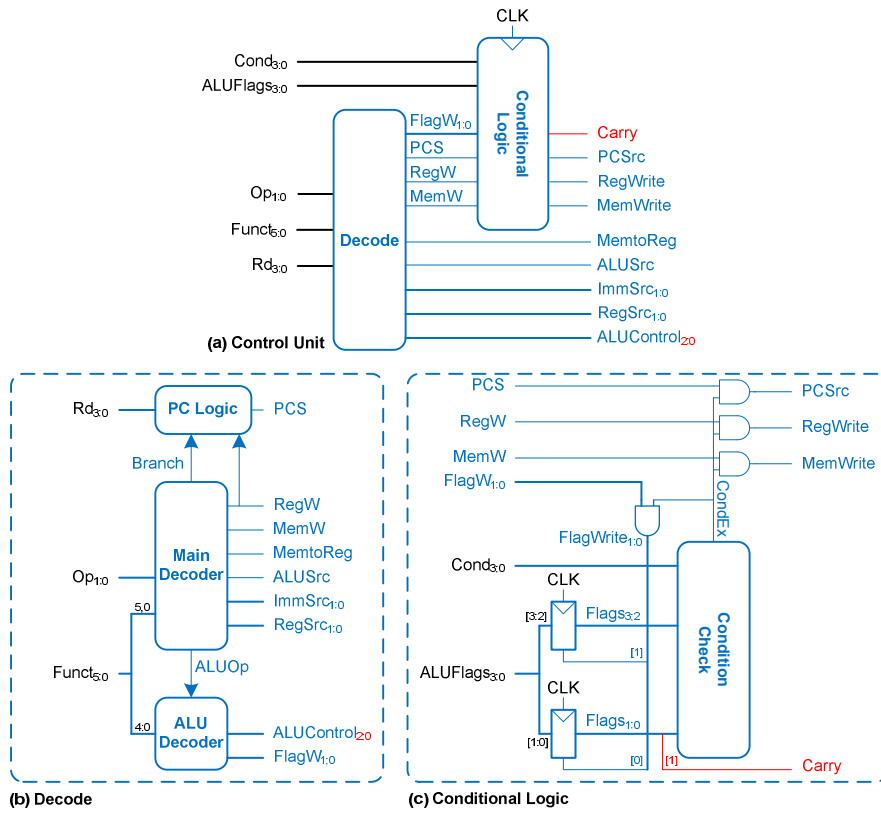 CLK
Cond3:0
ALUFlags3:0
Conditional
Logic
FlagW1:0
PCS
RegW
MemW
Carry
PCSrc
RegWrite
MemWrite
Op1:0
Funct5:0
Rd3:0
Decode
MemtoReg
ALUSrc
ImmSrc1:0
RegSrc1:0
ALUControl2:0
(a) Control Unit
Rd3:0
PC Logic
PCS
Branch
Main
Decoder
RegW
MemW
MemtoReg
ALUSrc
ImmSrc1:0
RegSrc1:0
Op1:0
5,0
Funct5:0
ALUOp
4:0
ALU
Decoder
ALUControl2:0
FlagW1:0
(b) Decode
PCS
PCSrc
RegW
RegWrite
MemW
MemWrite
FlagW1:0
CondEx
FlagWrite1:0
Cond3:0
CLK
[3:2]
Flags3:2
[1]
Condition
Check
ALUFlags3:0
CLK
Flags1:0
[1:0]
[0]
[1]
Carry
(c) Conditional Logic